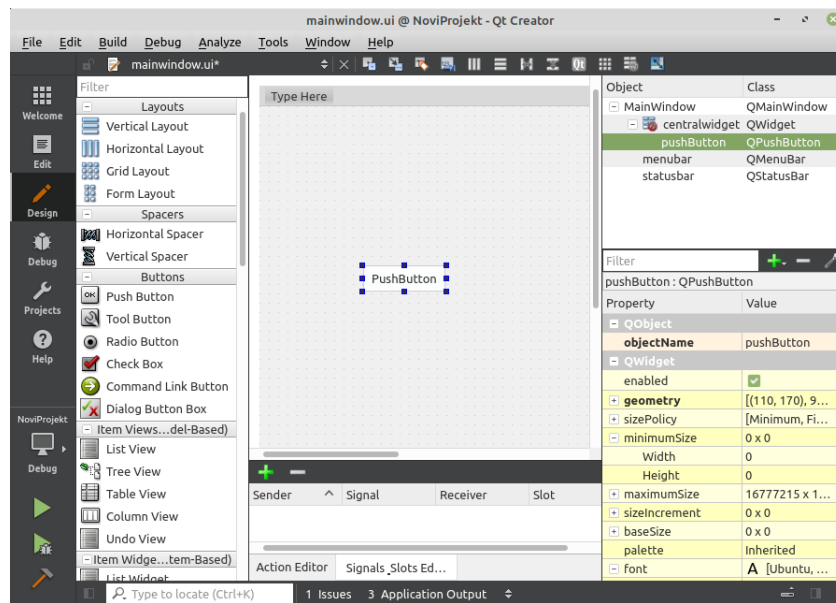 mainwindow.ui @ NoviProjekt - Qt Creator
File Edit Build Debug Analyze Tools Window Help
mainwindow.ui*
Welcome
Edit
Design
Debug
Projects
Help
NoviProjekt
Debug
Filter
Layouts
Vertical Layout
Horizontal Layout
Grid Layout
Form Layout
Spacers
Horizontal Spacer
Vertical Spacer
Buttons
OK Push Button
Tool Button
Radio Button
Check Box
Command Link Button
Dialog Button Box
Item Views...del-Based)
List View
Tree View
Table View
Column View
Undo View
Item Widge...tem-Based)
List Widget
Type Here
PushButton
Sender Signal Receiver Slot
Action Editor Signals_Slots Ed...
Object Class
MainWindow QMainWindow
centralwidget QWidget
pushButton QPushButton
menubar QMenuBar
statusbar QStatusBar
Filter
pushButton : QPushButton
Property Value
QObject
objectName pushButton
QWidget
enabled
geometry [(110, 170), 9...
sizePolicy [Minimum, Fi...
minimumSize 0 x 0
Width 0
Height 0
maximumSize 16777215 x 1...
sizeIncrement 0 x 0
baseSize 0 x 0
palette Inherited
font A [Ubuntu, ...
Type to locate (Ctrl+K) 1 Issues 3 Application Output